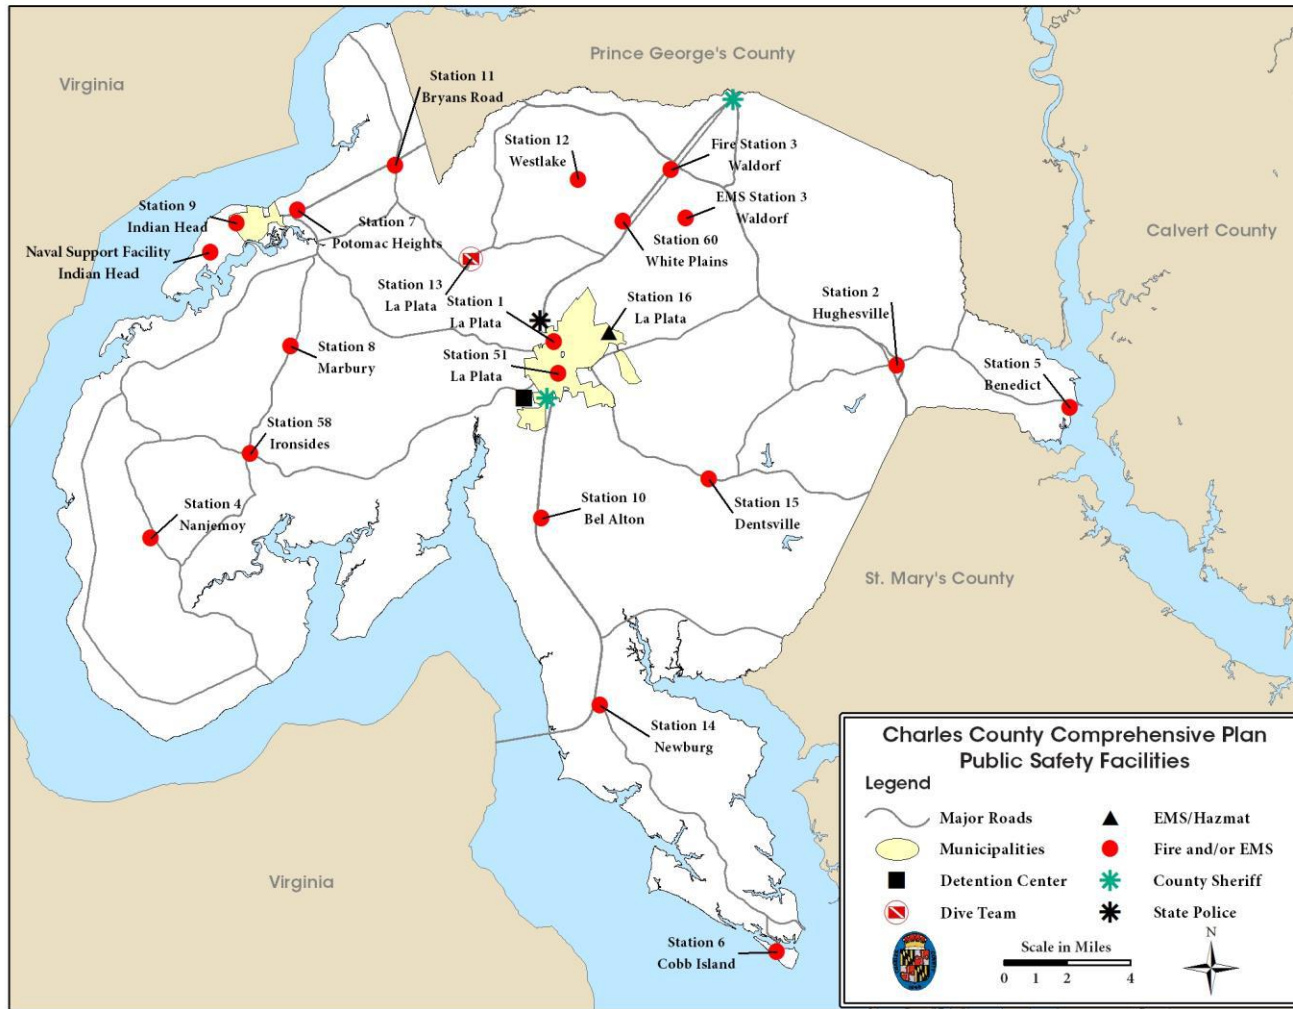 Prince George's County
Virginia
Station 11
Bryans Road
Station 12
Westlake
Fire Station 3
Waldorf
EMS Station 3
Waldorf
Station 9
Indian Head
Station 7
Potomac Heights
Station 60
White Plains
Calvert County
Naval Support Facility
Indian Head
Station 13
La Plata
Station 1
La Plata
Station 16
La Plata
Station 2
Hughesville
Station 8
Marbury
Station 51
La Plata
Station 5
Benedict
Station 58
Ironsides
Station 4
Nanjemoy
Station 10
Bel Alton
Station 15
Dentsville
St. Mary's County
Station 14
Newburg
Virginia
Station 6
Cobb Island
Charles County Comprehensive Plan
Public Safety Facilities
Legend
Major Roads
Municipalities
Detention Center
Dive Team
EMS/Hazmat
Fire and/or EMS
County Sheriff
State Police
Scale in Miles
0 1 2 4
N